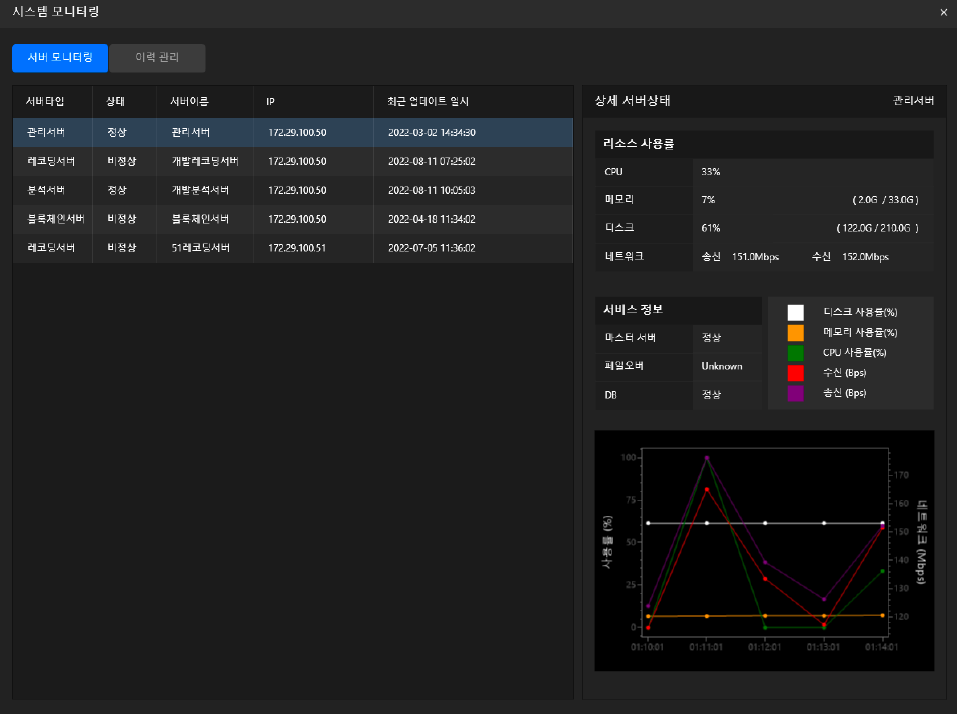 시스템 모니터링 ×
서버 모니터링 이력 관리
서버타입 상태 서버이름 IP 최근 업데이트 일시
관리서버 정상 관리서버 172.29.100.50 2022-03-02 14:34:30
레코딩서버 비정상 개발레코딩서버 172.29.100.50 2022-08-11 07:25:02
분석서버 정상 개발분석서버 172.29.100.50 2022-08-11 10:05:03
블록체인서버 비정상 블록체인서버 172.29.100.50 2022-04-18 11:34:02
레코딩서버 비정상 51레코딩서버 172.29.100.51 2022-07-05 11:36:02
상세 서버상태 관리서버
리소스 사용률
CPU 33%
메모리 7% ( 2.0G / 33.0G )
디스크 61% ( 122.0G / 210.0G )
네트워크 송신 151.0Mbps 수신 152.0Mbps
서비스 정보
마스터 서버 정상
페일오버 Unknown
DB 정상
디스크 사용률(%)
메모리 사용률(%)
CPU 사용률(%)
수신 (Bps)
송신 (Bps)
사용률 (%)
100
75
50
25
0
170
160
150
140
130
120
네트워크 (Mbps)
01:10:01 01:11:01 01:12:01 01:13:01 01:14:01